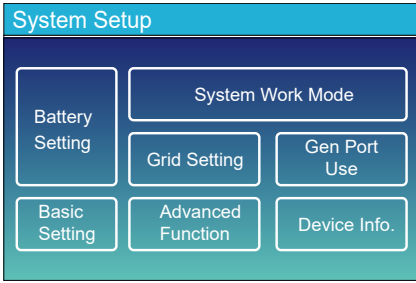 System Setup
System Work Mode
Battery
Setting
Grid Setting
Gen Port
Use
Basic
Setting
Advanced
Function
Device Info.